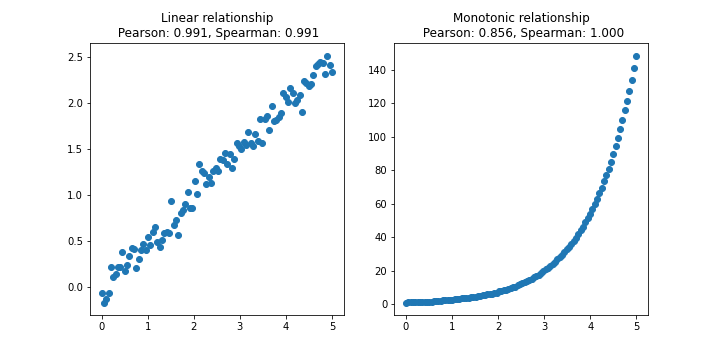 Linear relationship
Pearson: 0.991, Spearman: 0.991
2.5
2.0
1.5
1.0
0.5
0.0
0 1 2 3 4 5
Monotonic relationship
Pearson: 0.856, Spearman: 1.000
140
120
100
80
60
40
20
0
0 1 2 3 4 5